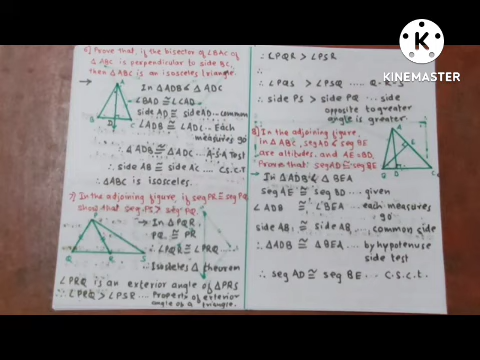 6) Prove that, if the bisector of ∠BAC of
△ABC is perpendicular to side BC,
then △ABC is an isosceles triangle.
→
A
B
D
C
In △ADB & △ADC
∠BAD ≅ ∠CAD..
side AD ≅ side AD... common
∠ADB ≅ ∠ADC... Each
measures 90
∴ △ADB ≅ △ADC... A-S-A Test
∴ side AB ≅ side AC... C.S.C.T
∴ △ABC is isosceles.
7) In the adjoining figure, if seg PR ≅ seg PQ,
show that seg PS > seg PQ.
P
Q
R
S
→ In △PQR
PQ ≅ PR
∴ ∠PQR ≅ ∠PRQ
Isosceles △ theorem
∠PRQ is an exterior angle of △PRS
∴ ∠PRQ > ∠PSR .... Property of exterior
angle of a triangle.
∴ ∠PQR > ∠PSR
∴
∴ ∠PQS > ∠PSQ .... Q-R-S
∴ side PS > side PQ ... side
opposite to greater
angle is greater.
8) In the adjoining figure,
in △ABC, seg AD & seg BE
are altitudes, and AE=BD.
Prove that seg AD ≅ seg BE
A
E
B
D
C
→ In △ADB & △BEA
seg AE ≅ seg BD ... given
∠ADB ≅ ∠BEA .. each measures
90
side AB ≅ side AB.. common side
∴ △ADB ≅ △BEA... by hypotenuse
side test
∴ seg AD ≅ seg BE .... C.S.C.T.
K
KINEMASTER